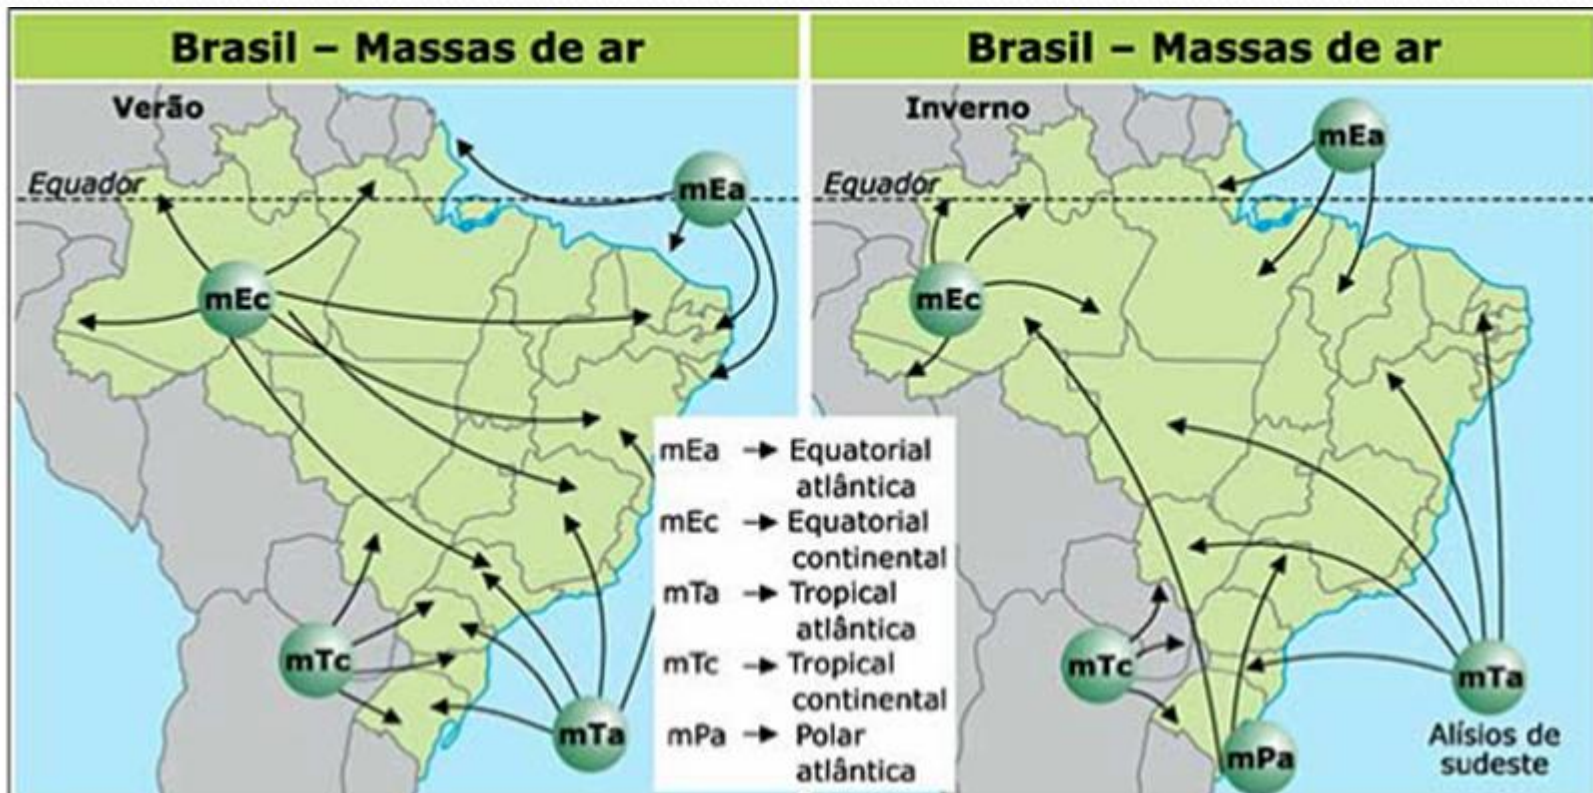 Brasil – Massas de ar
Verão
Equador
mEa
mEc
mTc
mTa
mEa → Equatorial
atlântica
mEc → Equatorial
continental
mTa → Tropical
atlântica
mTc → Tropical
continental
mPa → Polar
atlântica
Brasil – Massas de ar
Inverno
mEa
Equador
mEc
mTc
mTa
mPa
Alísios de
sudeste